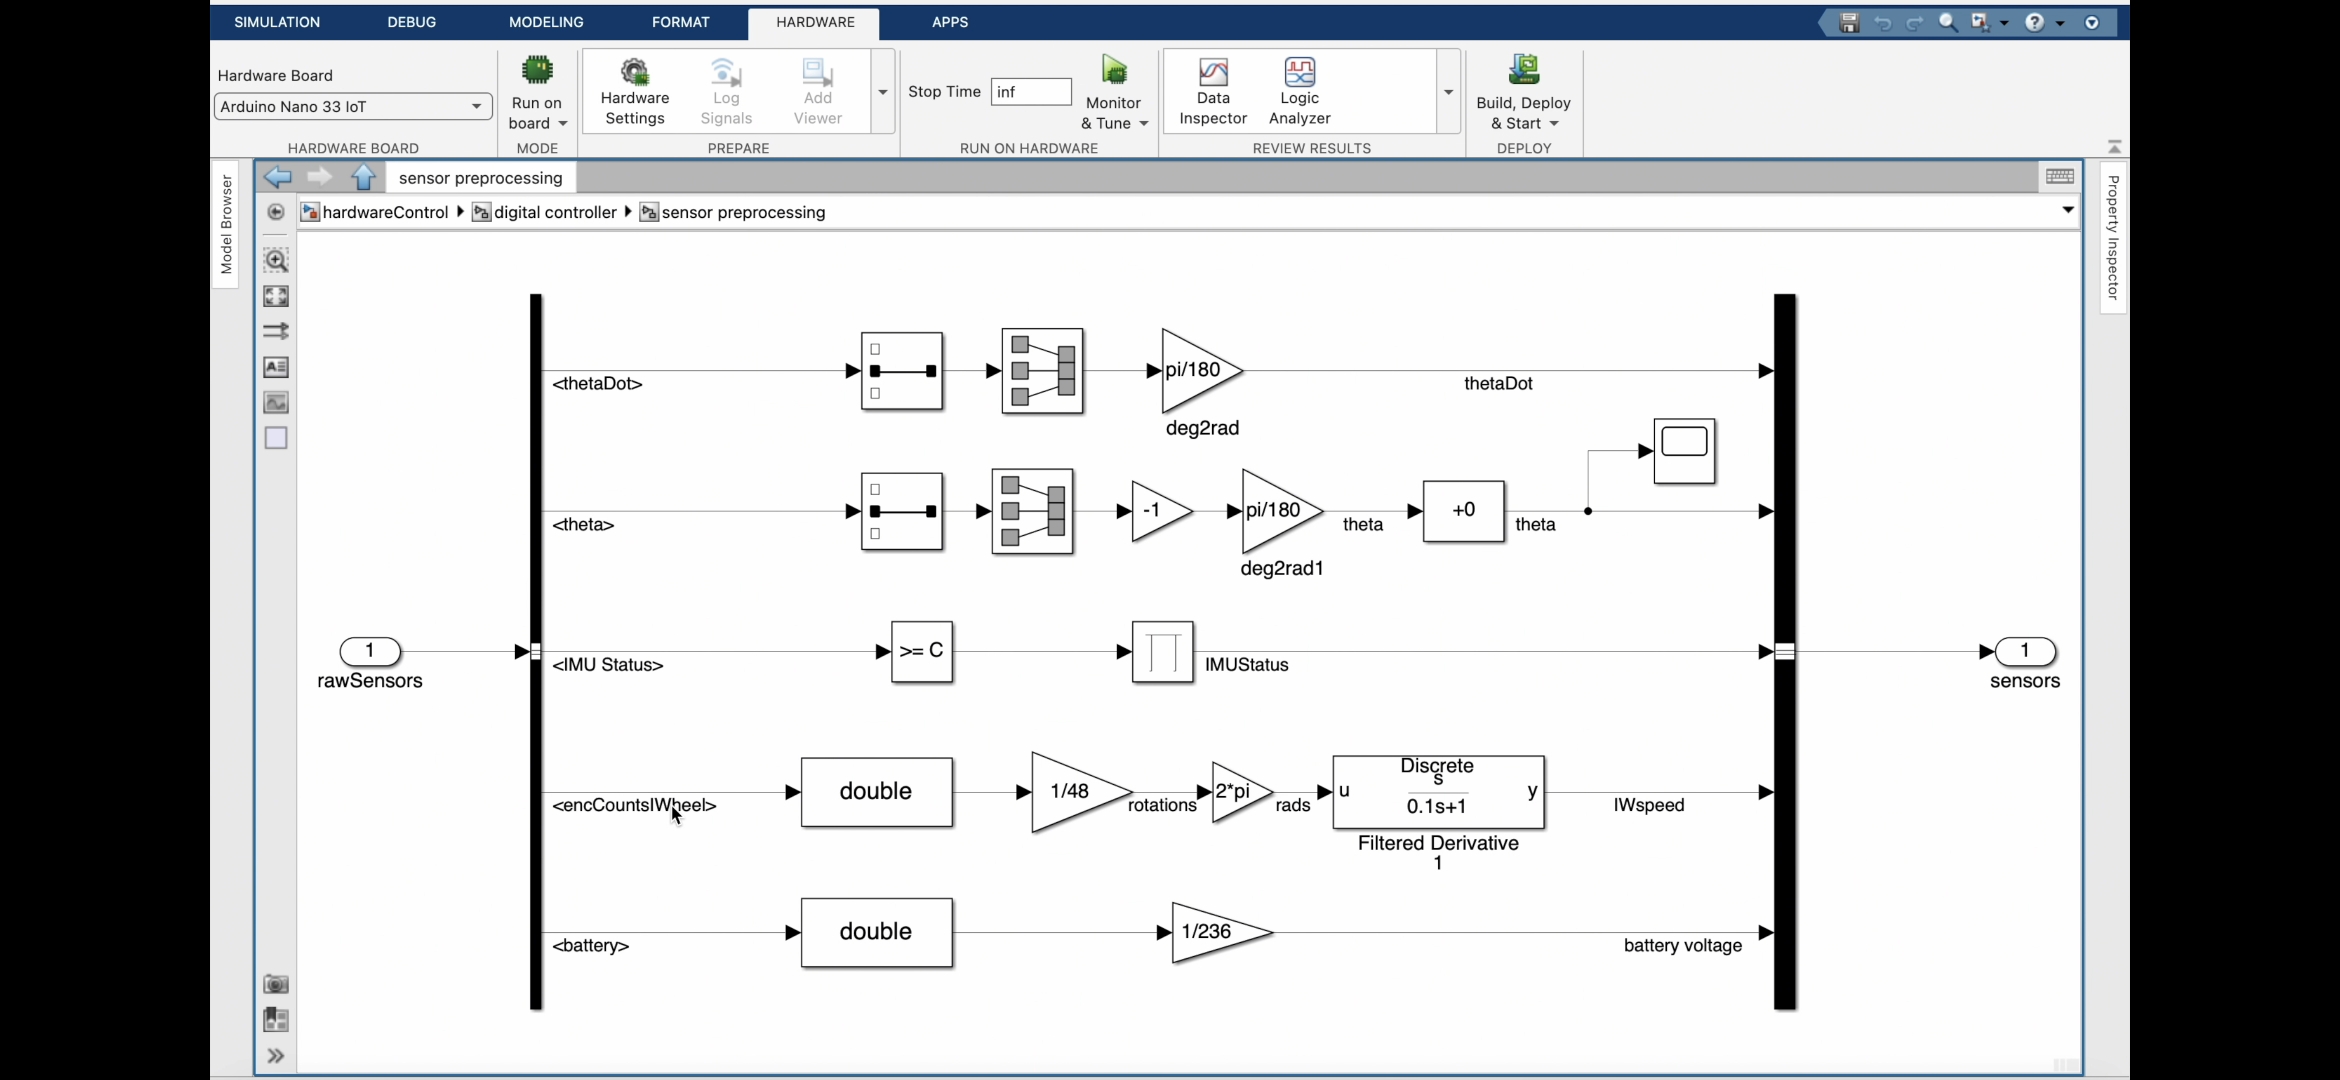 SIMULATION
DEBUG
MODELING
FORMAT
HARDWARE
APPS
Hardware Board
Arduino Nano 33 IoT
HARDWARE BOARD
Run on
board
MODE
Hardware
Settings
Log
Signals
Add
Viewer
PREPARE
Stop Time
inf
Monitor
& Tune
RUN ON HARDWARE
Data
Inspector
Logic
Analyzer
REVIEW RESULTS
Build, Deploy
& Start
DEPLOY
Model Browser
Property Inspector
sensor preprocessing
hardwareControl
digital controller
sensor preprocessing
<thetaDot>
pi/180
deg2rad
thetaDot
<theta>
-1
pi/180
deg2rad1
theta
+0
theta
1
rawSensors
<IMU Status>
>= C
IMUStatus
1
sensors
<encCountsIWheel>
double
1/48
rotations
2*pi
rads
Discrete
u
s
0.1s+1
y
Filtered Derivative
1
IWspeed
<battery>
double
1/236
battery voltage